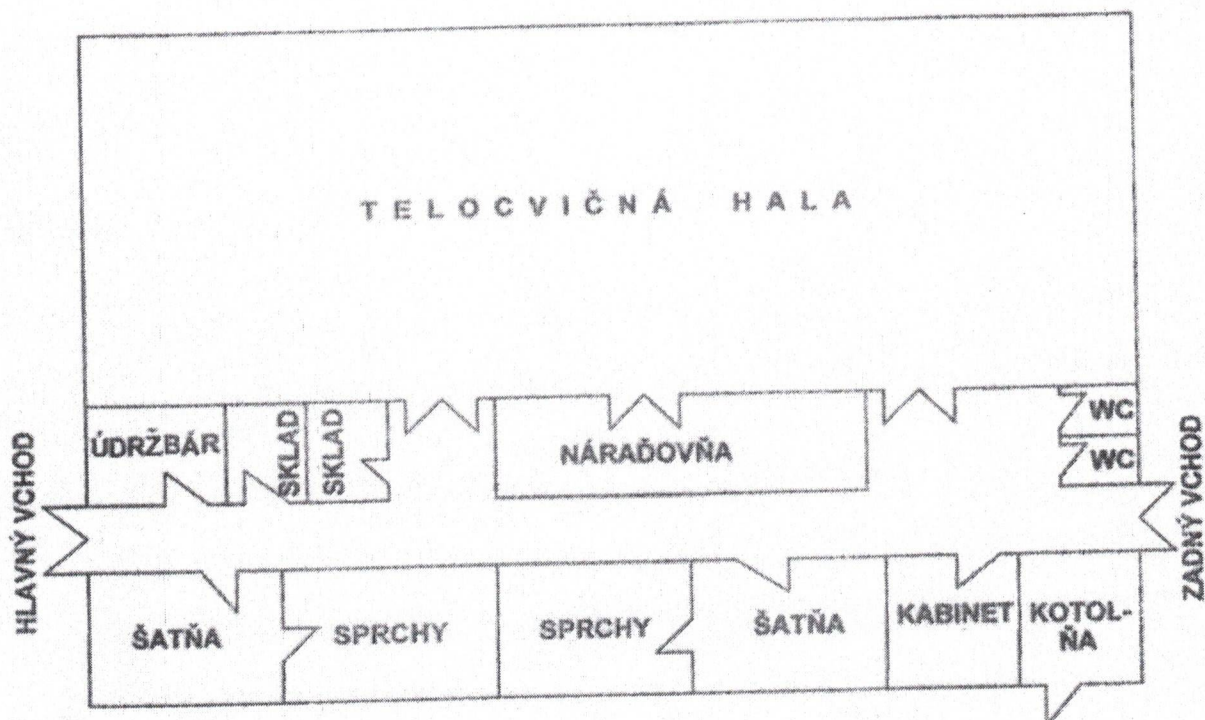 TELOCVIČNÁ HALA
HLAVNÝ VCHOD
ÚDRŽBÁR
SKLAD
SKLAD
NÁRAĎOVŇA
WC
WC
ZADNÝ VCHOD
ŠATŇA
SPRCHY
SPRCHY
ŠATŇA
KABINET
KOTOL-
ŇA